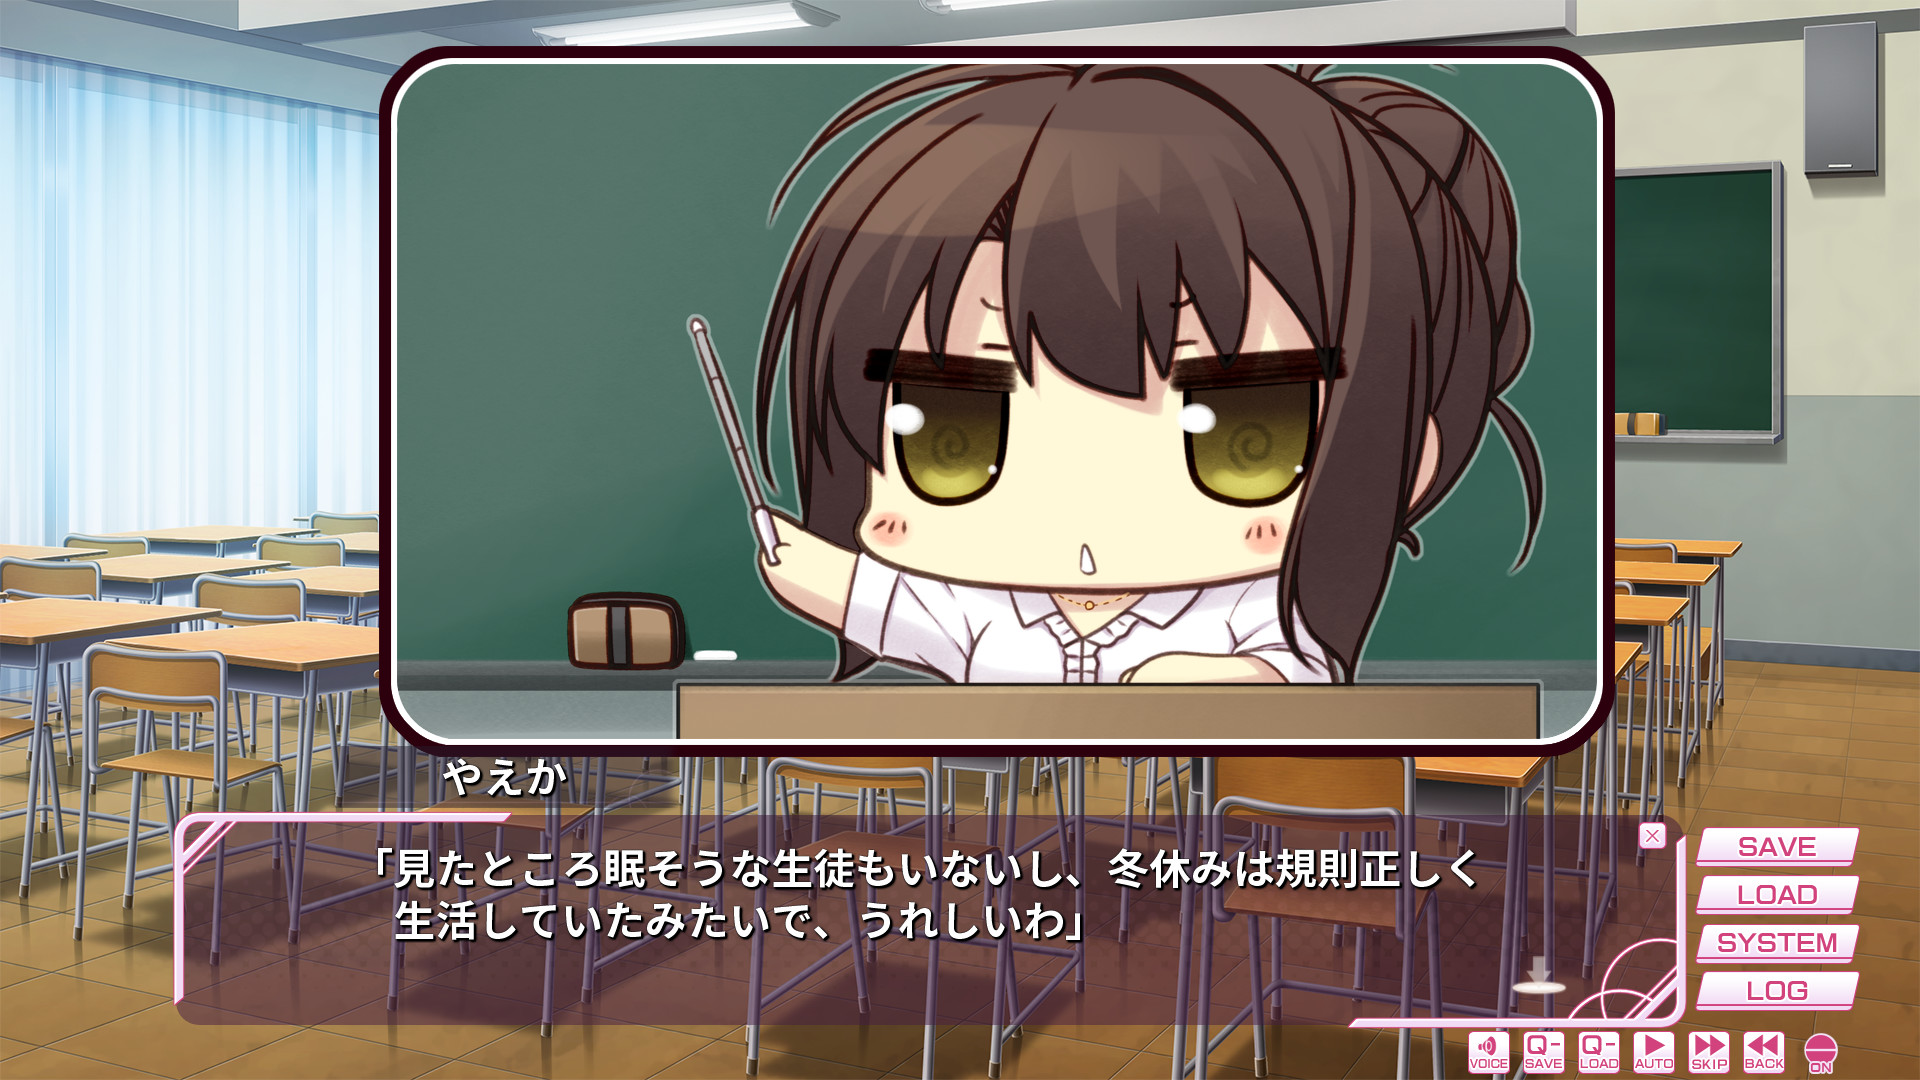 やえか
「見たところ眠そうな生徒もいないし、冬休みは規則正しく
生活していたみたいで、うれしいわ」
SAVE
LOAD
SYSTEM
LOG
VOICE
Q-SAVE
Q-LOAD
AUTO
SKIP
BACK
ON